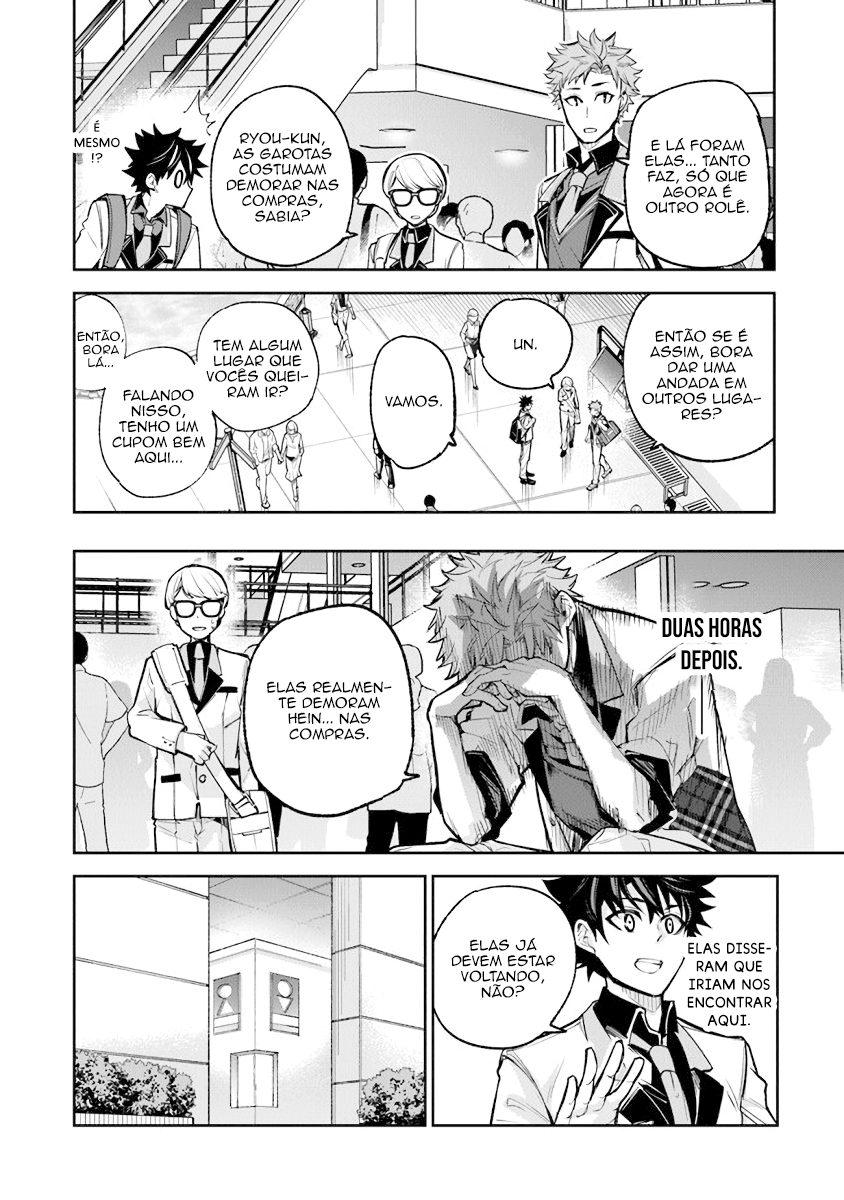 E LÁ FORAM
ELAS... TANTO
FAZ, SÓ QUE
AGORA É
OUTRO ROLÊ.
RYOU-KUN,
AS GAROTAS
COSTUMAM
DEMORAR NAS
COMPRAS,
SABIA?
É
MESMO
!?
ENTÃO SE É
ASSIM, BORA
DAR UMA
ANDADA EM
OUTROS LUGA-
RES?
UN.
VAMOS.
TEM ALGUM
LUGAR QUE
VOCÊS QUEI-
RAM IR?
FALANDO
NISSO,
TENHO UM
CUPOM BEM
AQUI...
ENTÃO,
BORA
LÁ...
DUAS HORAS
DEPOIS.
ELAS REALMEN-
TE DEMORAM
HEIN... NAS
COMPRAS.
ELAS DISSE-
RAM QUE
IRIAM NOS
ENCONTRAR
AQUI.
ELAS JÁ
DEVEM ESTAR
VOLTANDO,
NÃO?